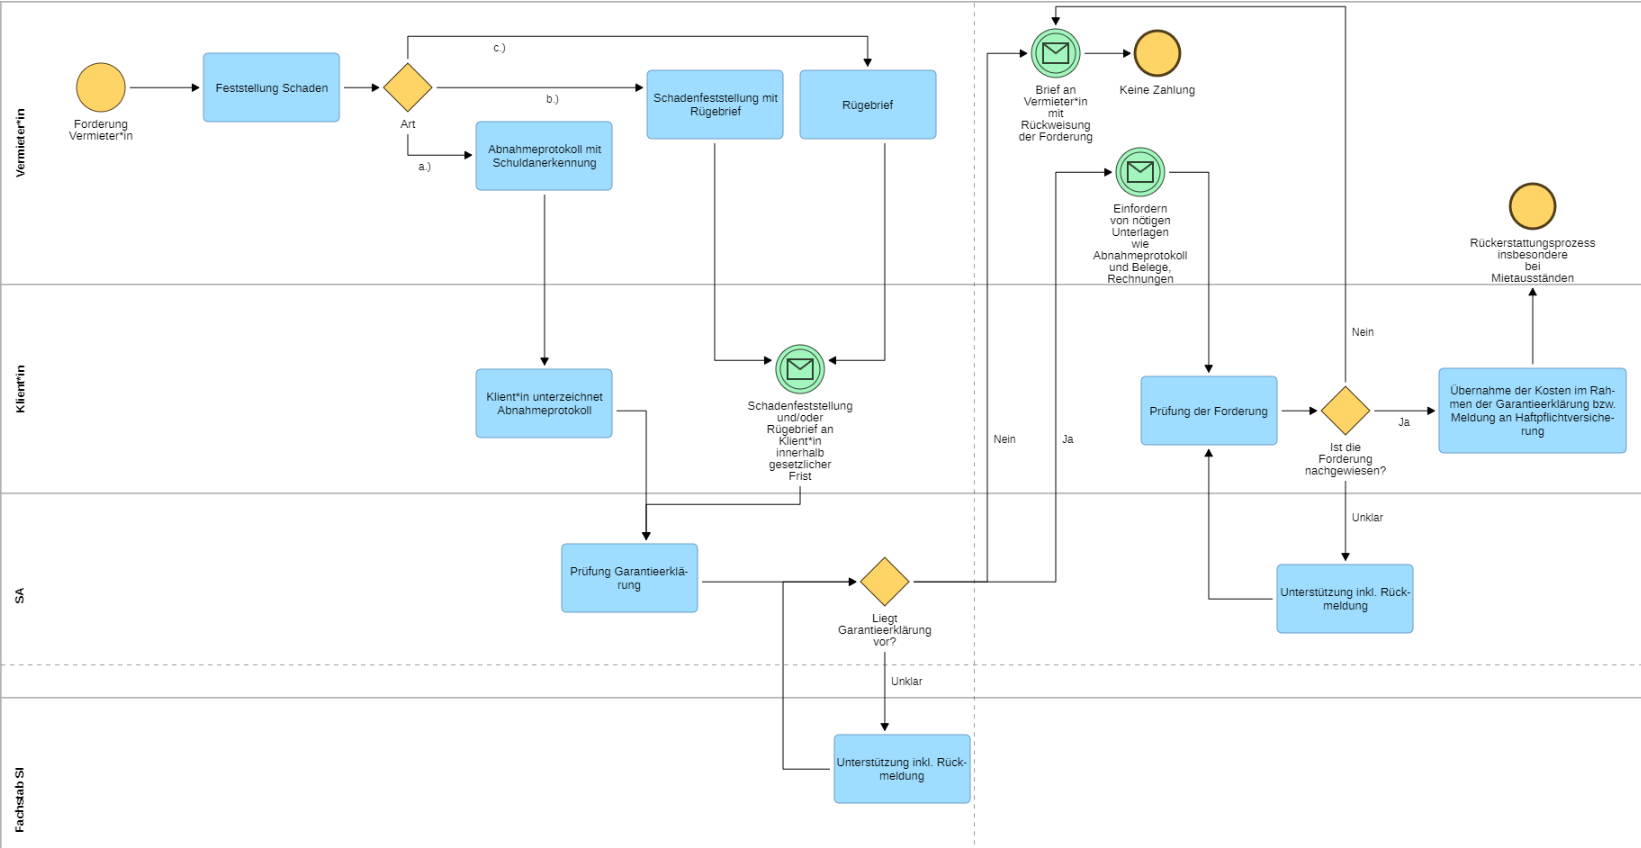 Vermieter*in
Forderung
Vermieter*in
Feststellung Schaden
Art
c.)
b.)
a.)
Abnahmeprotokoll mit
Schuldanerkennung
Schadenfeststellung mit
Rügebrief
Rügebrief
Brief an
Vermieter*in
mit
Rückweisung
der Forderung
Keine Zahlung
Einfordern
von nötigen
Unterlagen
wie
Abnahmeprotokoll
und Belege,
Rechnungen
Rückerstattungsprozess
insbesondere
bei
Mietausständen
Klient*in
Klient*in unterzeichnet
Abnahmeprotokoll
Schadenfeststellung
und/oder
Rügebrief an
Klient*in
innerhalb
gesetzlicher
Frist
Nein
Ja
Prüfung der Forderung
Nein
Ist die
Forderung
nachgewiesen?
Ja
Übernahme der Kosten im Rah-
men der Garantieerklärung bzw.
Meldung an Haftpflichtversiche-
rung
SA
Prüfung Garantieerklä-
rung
Liegt
Garantieerklärung
vor?
Unklar
Unklar
Unterstützung inkl. Rück-
meldung
Fachstab SI
Unterstützung inkl. Rück-
meldung